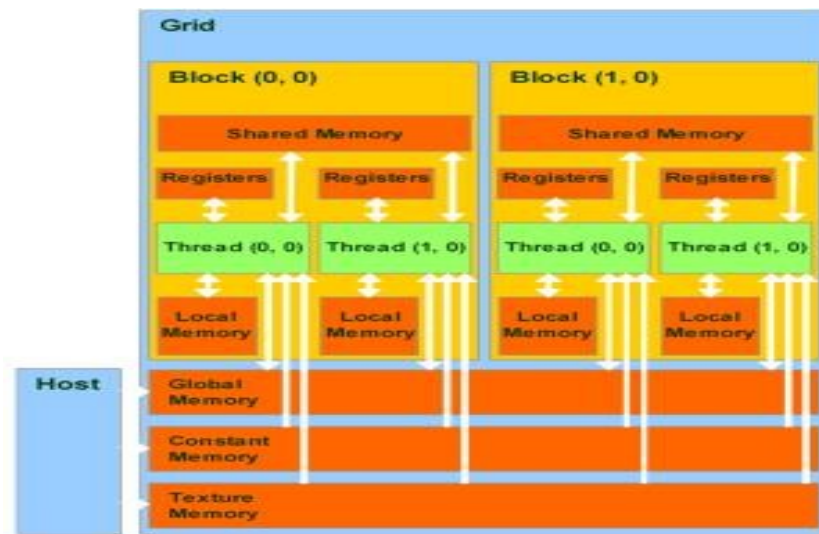 Grid
Block (0, 0)
Block (1, 0)
Shared Memory
Shared Memory
Registers
Registers
Registers
Registers
Thread (0, 0)
Thread (1, 0)
Thread (0, 0)
Thread (1, 0)
Local
Memory
Local
Memory
Local
Memory
Local
Memory
Host
Global
Memory
Constant
Memory
Texture
Memory